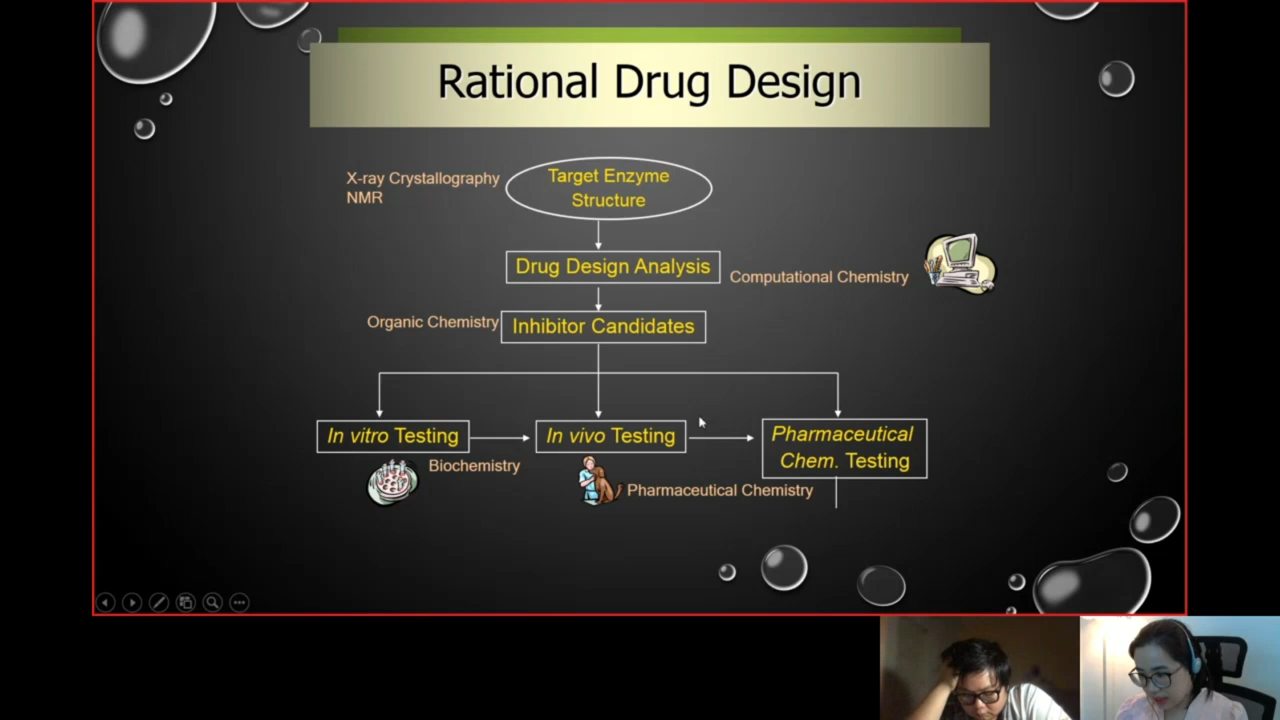 Rational Drug Design
X-ray Crystallography
NMR
Target Enzyme
Structure
Drug Design Analysis
Computational Chemistry
Organic Chemistry
Inhibitor Candidates
In vitro Testing
In vivo Testing
Pharmaceutical
Chem. Testing
Biochemistry
Pharmaceutical Chemistry